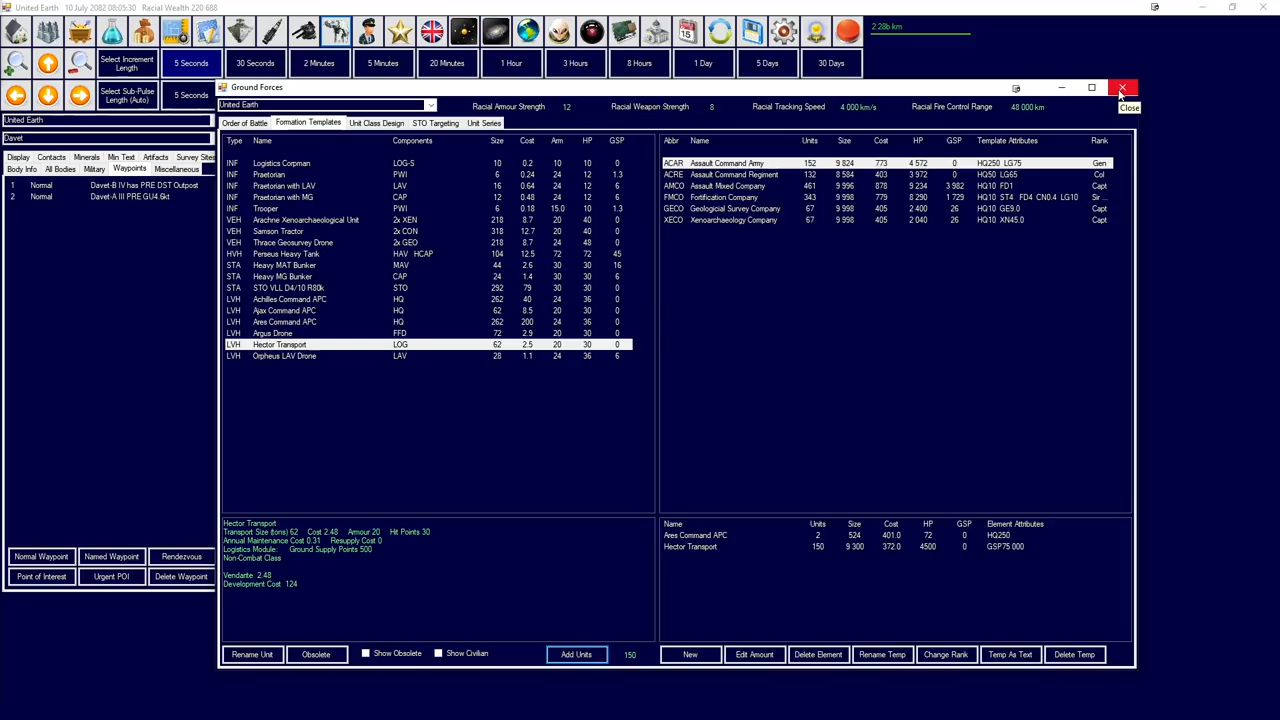 United Earth 10 July 2082 08:05:30 Racial Wealth 220 688
2.28b km
Select Increment Length 5 Seconds 30 Seconds 2 Minutes 5 Minutes 20 Minutes 1 Hour 3 Hours 8 Hours 1 Day 5 Days 30 Days
Select Sub-Pulse Length (Auto) 5 Seconds
United Earth
Davet
Display Contacts Minerals Min Text Artifacts Survey Sites
Body Info All Bodies Military Waypoints Miscellaneous
1 Normal Davet-B IV has PRE DST Outpost
2 Normal Davet-A III PRE GU4.6kt
Normal Waypoint Named Waypoint Rendezvous
Point of Interest Urgent POI Delete Waypoint
Ground Forces
Close
United Earth Racial Armour Strength 12 Racial Weapon Strength 8 Racial Tracking Speed 4 000 km/s Racial Fire Control Range 48 000 km
Order of Battle Formation Templates Unit Class Design STO Targeting Unit Series
Type Name Components Size Cost Arm HP GSP
INF Logistics Corpman LOG-S 10 0.2 10 10 0
INF Praetorian PWI 6 0.24 24 12 1.3
INF Praetorian with LAV LAV 16 0.64 24 12 6
INF Praetorian with MG CAP 12 0.48 24 12 6
INF Trooper PWI 6 0.18 15.0 10 1.3
VEH Arachne Xenoarchaeological Unit 2x XEN 218 8.7 20 40 0
VEH Samson Tractor 2x CON 318 12.7 20 40 0
VEH Thrace Geosurvey Drone 2x GEO 218 8.7 24 48 0
HVH Perseus Heavy Tank HAV HCAP 104 12.5 72 72 45
STA Heavy MAT Bunker MAV 44 2.6 30 30 16
STA Heavy MG Bunker CAP 24 1.4 30 30 6
STA STO VLL D4/10 R80k STO 292 79 30 30 0
LVH Achilles Command APC HQ 262 40 24 36 0
LVH Ajax Command APC HQ 62 8.5 20 30 0
LVH Ares Command APC HQ 262 200 24 36 0
LVH Argus Drone FFD 72 2.9 20 30 0
LVH Hector Transport LOG 62 2.5 20 30 0
LVH Orpheus LAV Drone LAV 28 1.1 24 36 6
Abbr Name Units Size Cost HP GSP Template Attributes Rank
ACAR Assault Command Army 152 9 824 773 4 572 0 HQ250 LG75 Gen
ACRE Assault Command Regiment 132 8 584 403 3 972 0 HQ50 LG65 Col
AMCO Assault Mixed Company 461 9 996 878 9 234 3 982 HQ10 FD1 Capt
FMCO Fortification Company 343 9 998 779 8 290 1 729 HQ10 ST4 FD4 CN0.4 LG10 Sir ...
GECO Geologicial Survey Company 67 9 998 405 2 400 26 HQ10 GE9.0 Capt
XECO Xenoarchaeology Company 67 9 998 405 2 040 26 HQ10 XN45.0 Capt
Hector Transport
Transport Size (tons) 62 Cost 2.48 Amour 20 Hit Points 30
Annual Maintenance Cost 0.31 Resupply Cost 0
Logistics Module: Ground Supply Points 500
Non-Combat Class
Vendarite 2.48
Development Cost 124
Name Units Size Cost HP GSP Element Attributes
Ares Command APC 2 524 401.0 72 0 HQ250
Hector Transport 150 9 300 372.0 4500 0 GSP75 000
Rename Unit Obsolete Show Obsolete Show Civilian Add Units 150 New Edit Amount Delete Element Rename Temp Change Rank Temp As Text Delete Temp